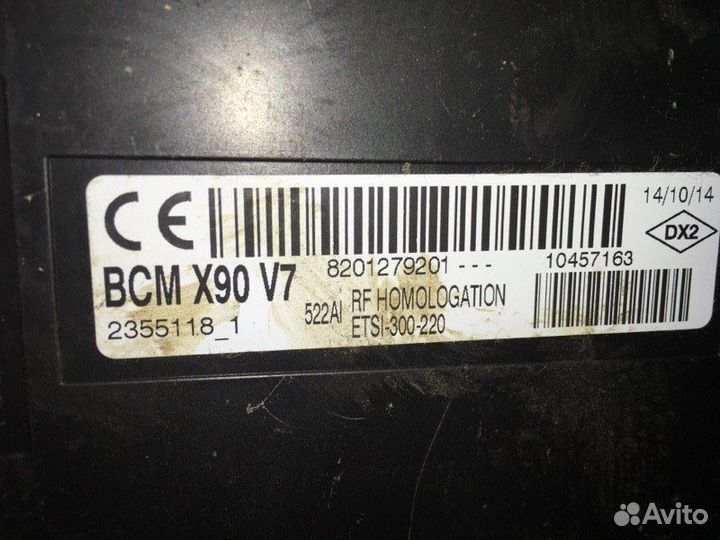 CE
14/10/14
DX2
8201279201 - - -
10457163
BCM X90 V7
522AI RF HOMOLOGATION
2355118_1
ETSI-300-220
Avito